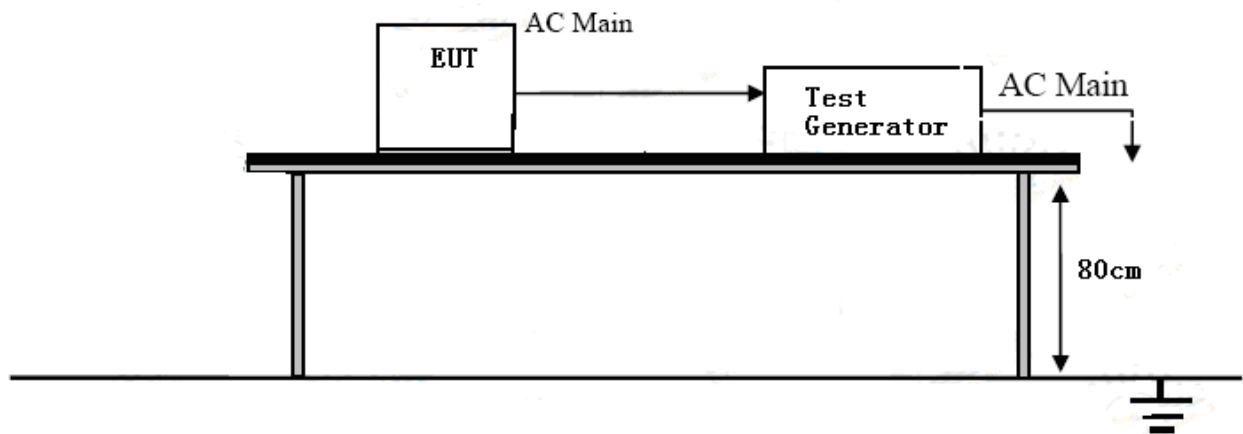 AC Main
EUT
Test
Generator
AC Main
80cm